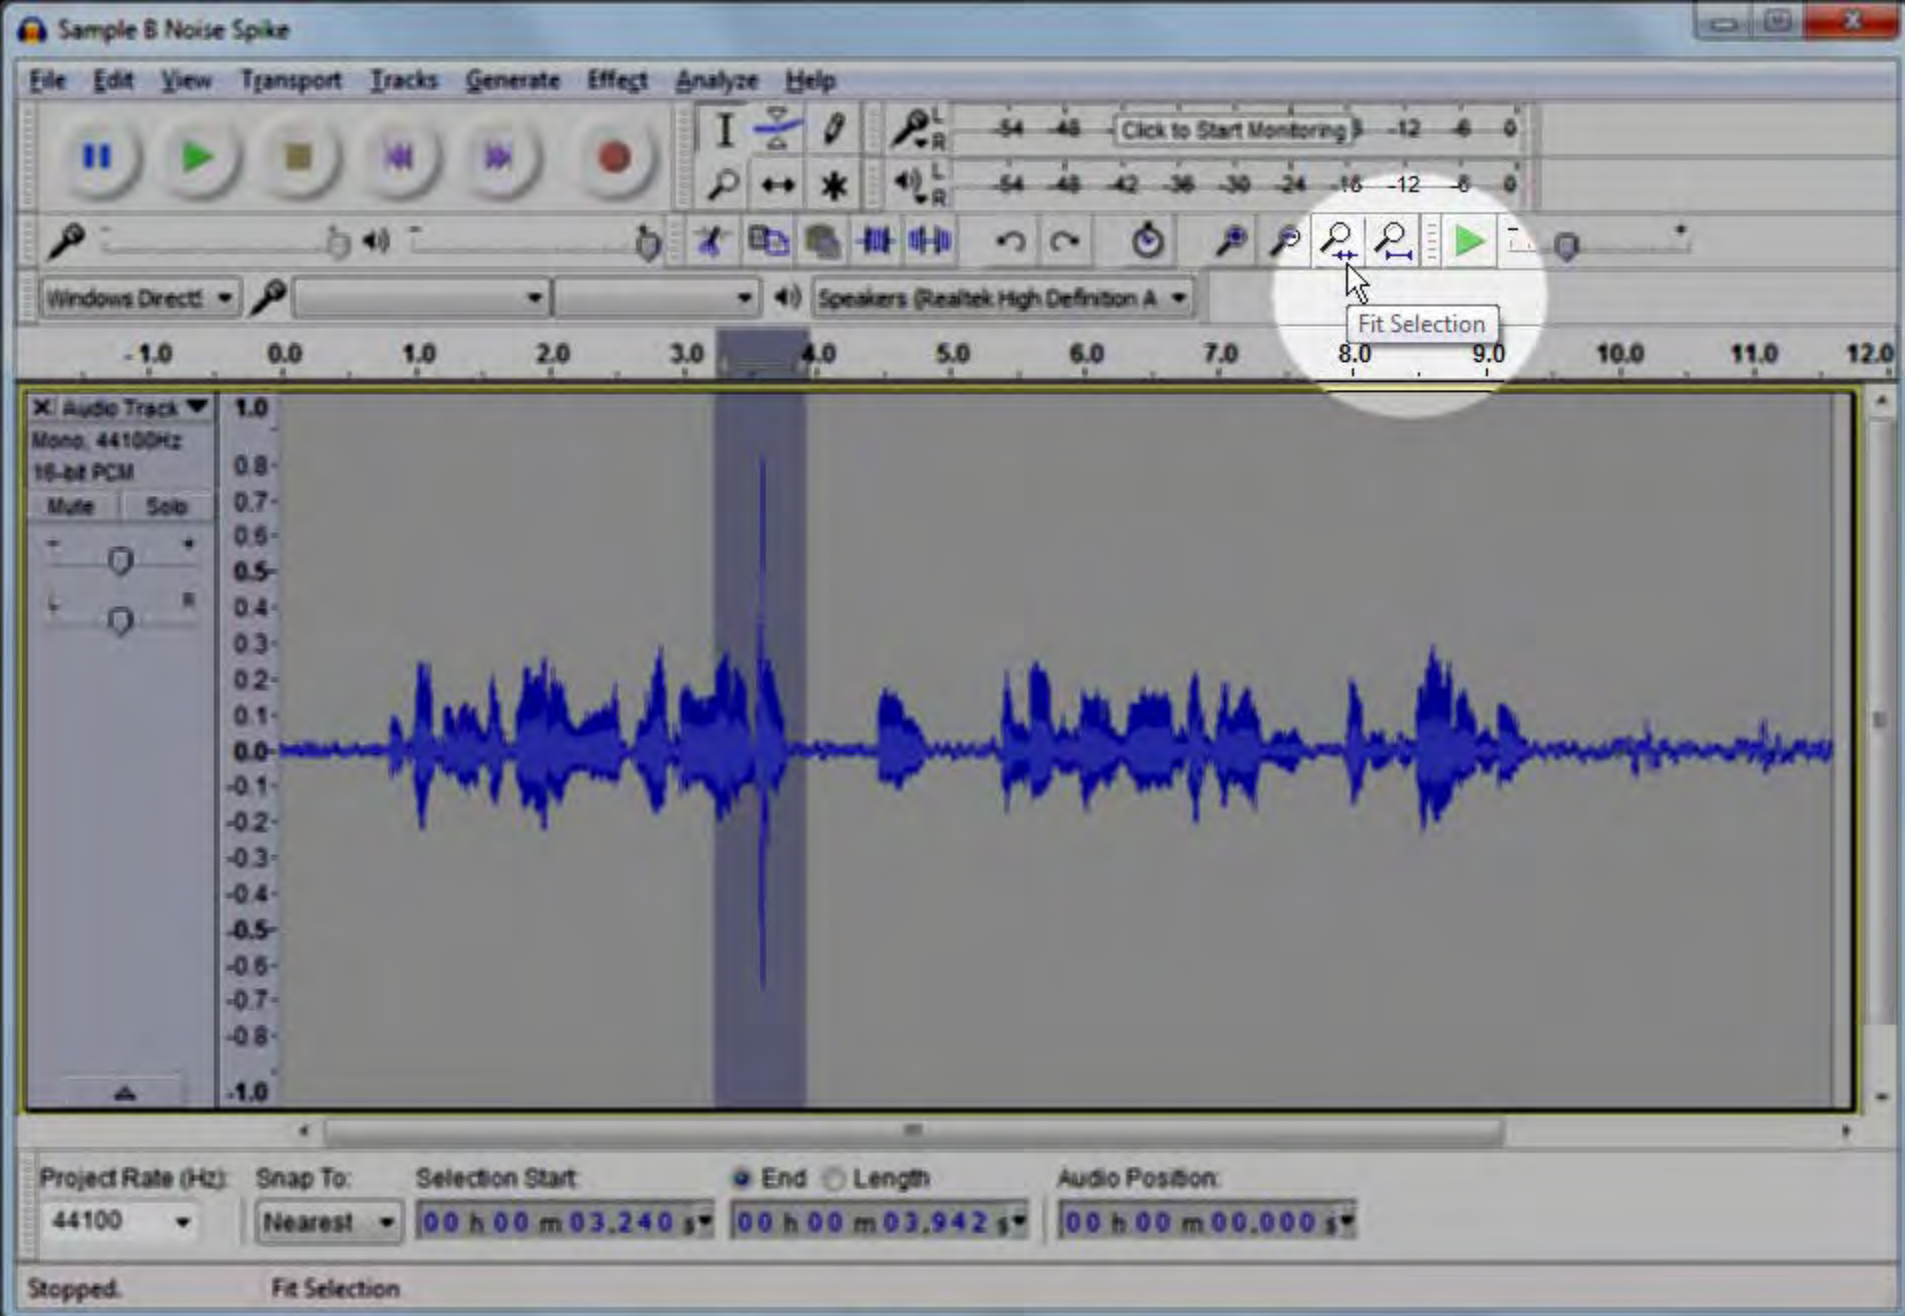 Sample B Noise Spike
File Edit View Transport Tracks Generate Effect Analyze Help
L
R
-54 -48 Click to Start Monitoring -12 -6 0
L
R
-54 -48 -42 -36 -30 -24 -18 -12 -6 0
Windows Direct Speakers (Realtek High Definition A
Fit Selection
-1.0 0.0 1.0 2.0 3.0 4.0 5.0 6.0 7.0 8.0 9.0 10.0 11.0 12.0
X Audio Track
Mono, 44100Hz
16-bit PCM
Mute Solo
- +
L R
1.0
0.8
0.7
0.6
0.5
0.4
0.3
0.2
0.1
0.0
-0.1
-0.2
-0.3
-0.4
-0.5
-0.6
-0.7
-0.8
-1.0
Project Rate (Hz): Snap To: Selection Start: End Length Audio Position:
44100 Nearest 00 h 00 m 03.240 s 00 h 00 m 03.942 s 00 h 00 m 00.000 s
Stopped. Fit Selection